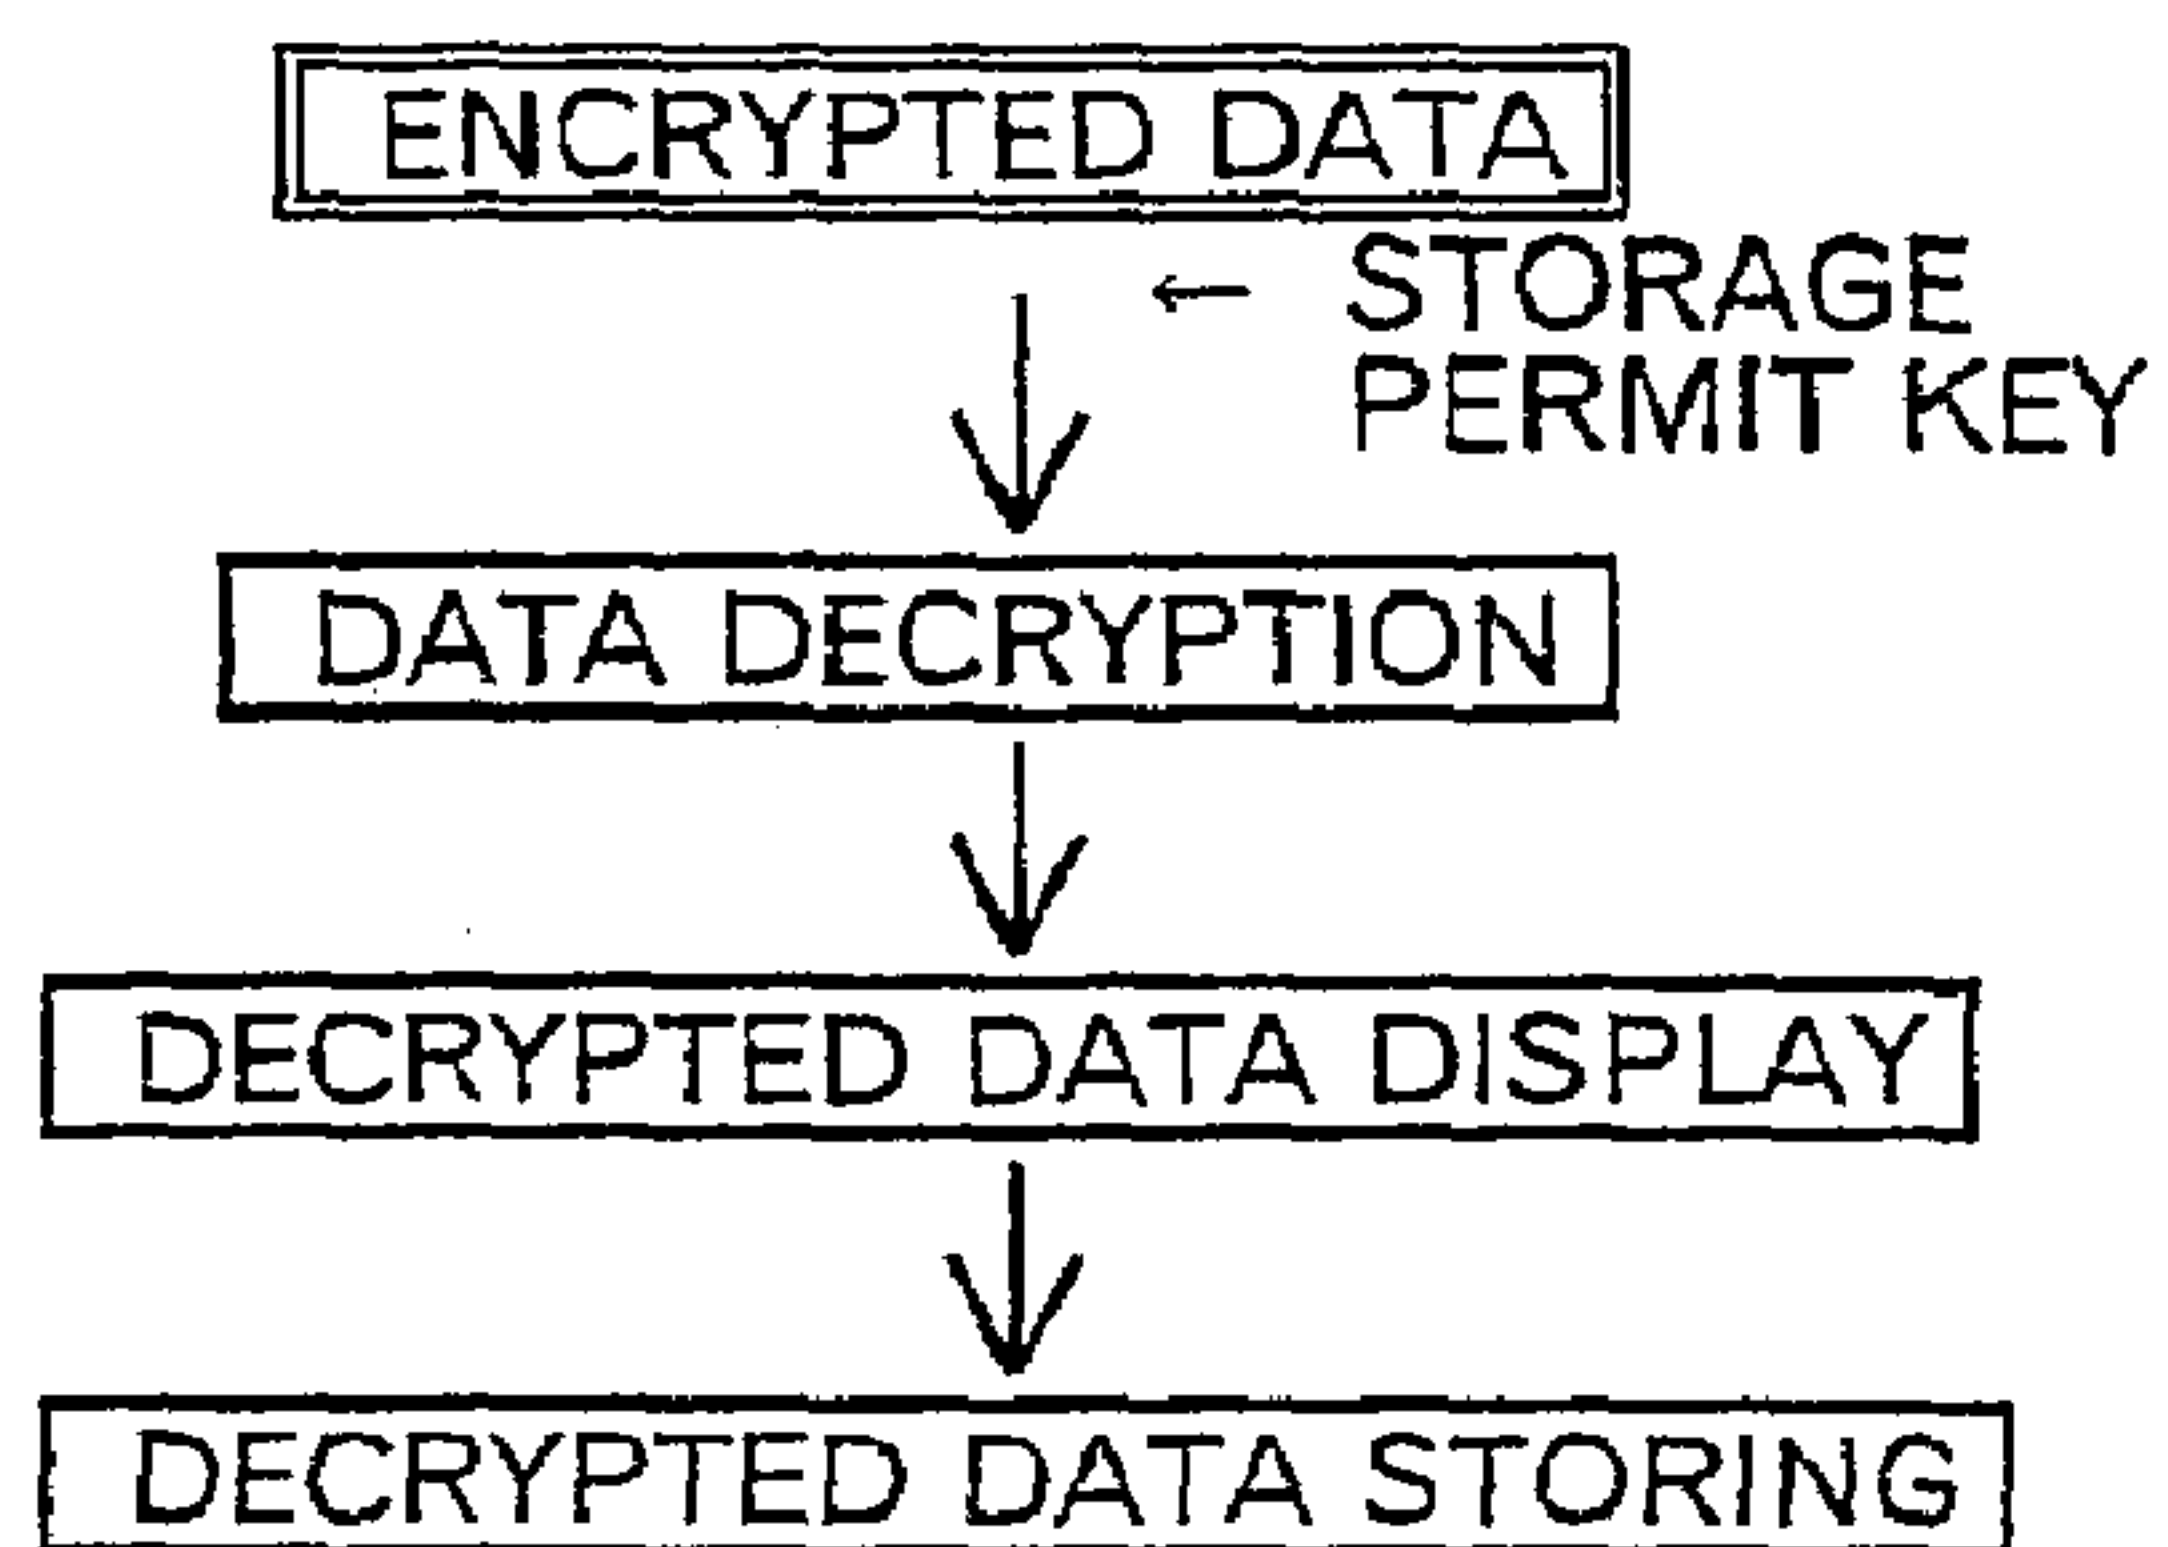 ENCRYPTED DATA
STORAGE
PERMIT KEY
DATA DECRYPTION
DECRYPTED DATA DISPLAY
DECRYPTED DATA STORING